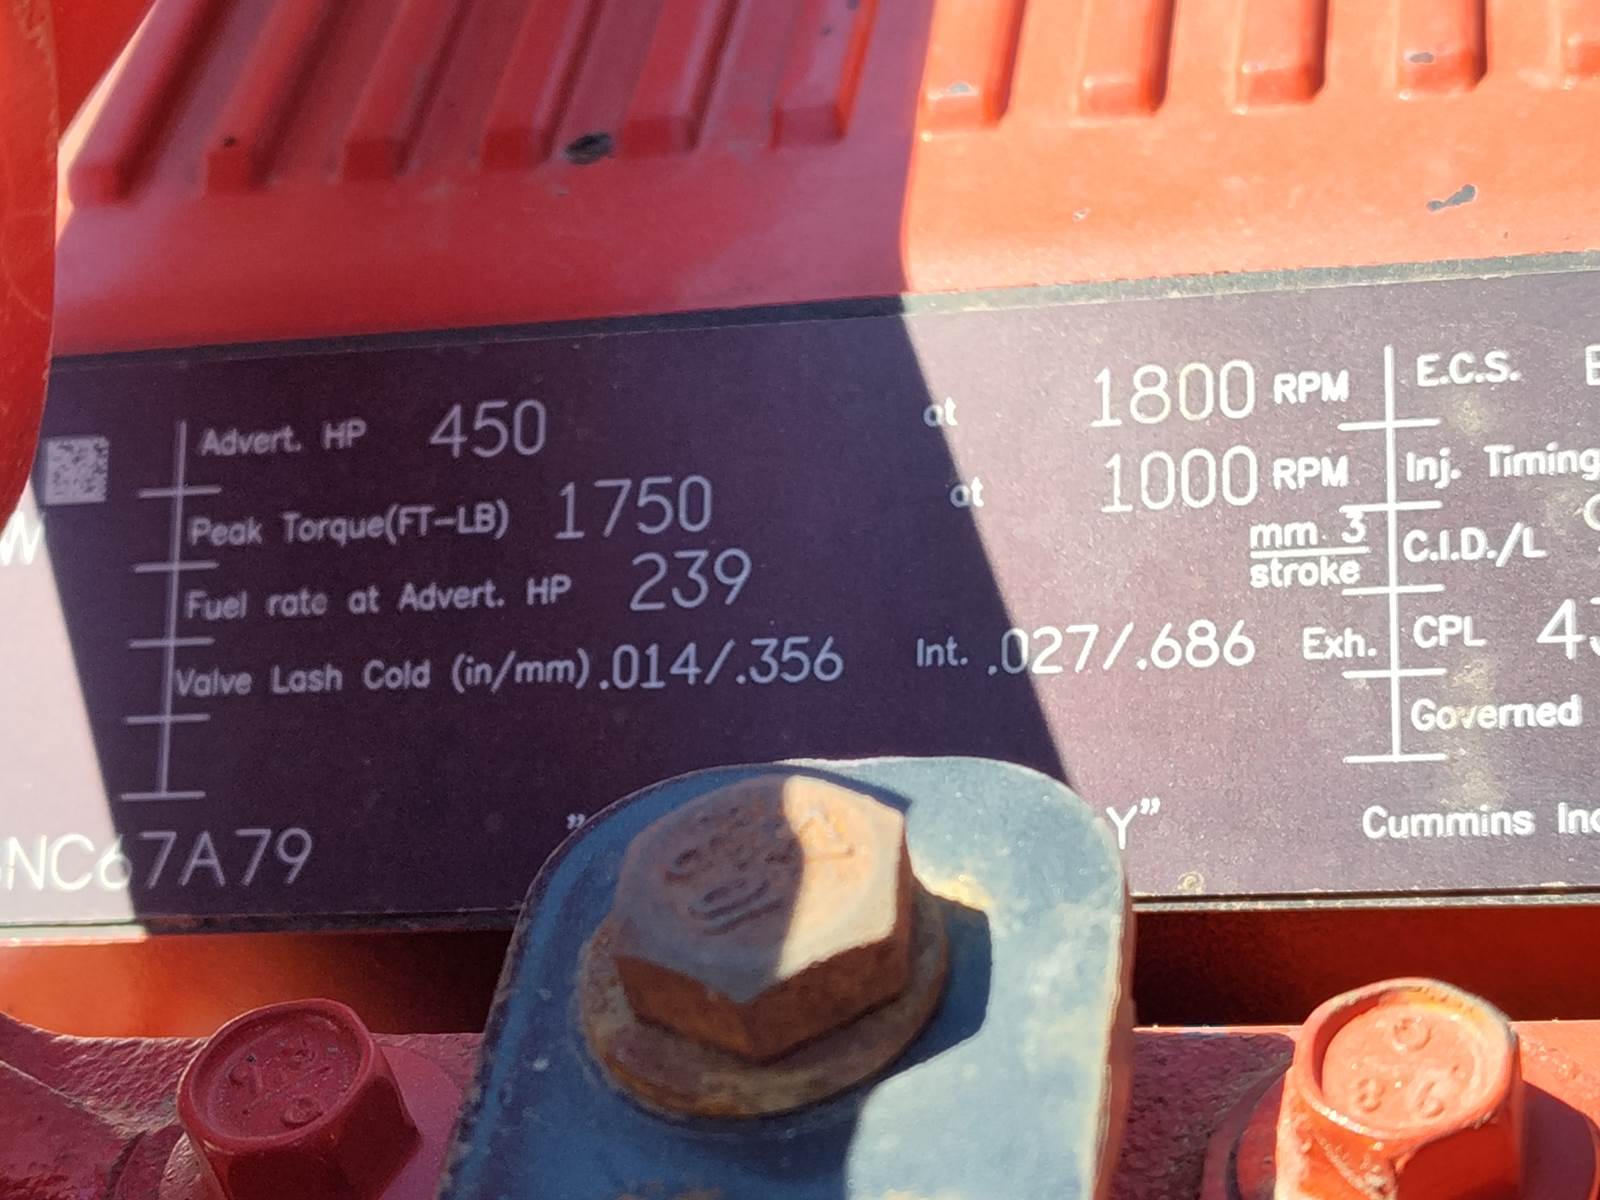 Advert. HP 450 at 1800 RPM
Peak Torque(FT-LB) 1750 at 1000 RPM
Fuel rate at Advert. HP 239 mm 3
stroke
Valve Lash Cold (in/mm) .014/.356 Int. .027/.686 Exh.
E.C.S.
Inj. Timing
C.I.D./L
CPL
Governed
NC67A79
Y”
Cummins Inc